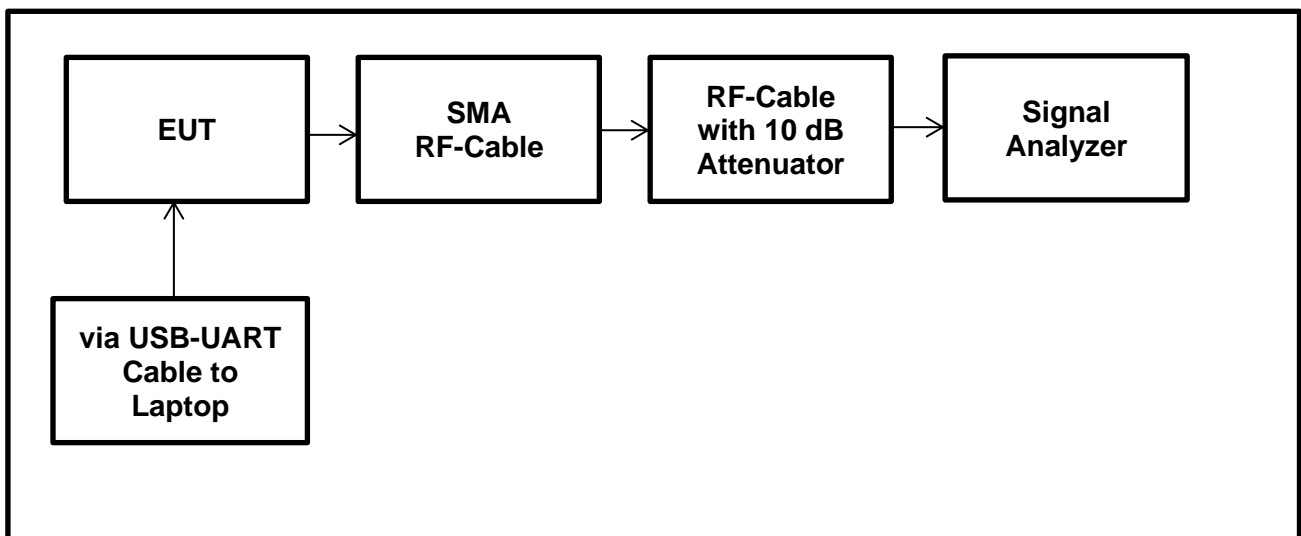 EUT
SMA
RF-Cable
RF-Cable
with 10 dB
Attenuator
Signal
Analyzer
via USB-UART
Cable to
Laptop